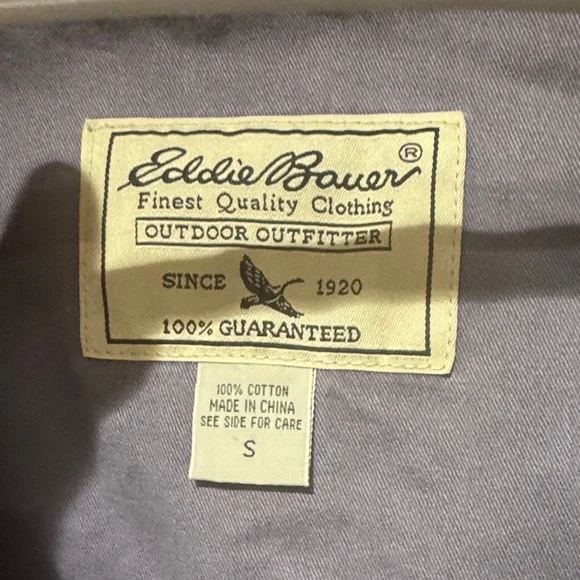 Eddie Bauer®
Finest Quality Clothing
OUTDOOR OUTFITTER
SINCE 1920
100% GUARANTEED
100% COTTON
MADE IN CHINA
SEE SIDE FOR CARE
S